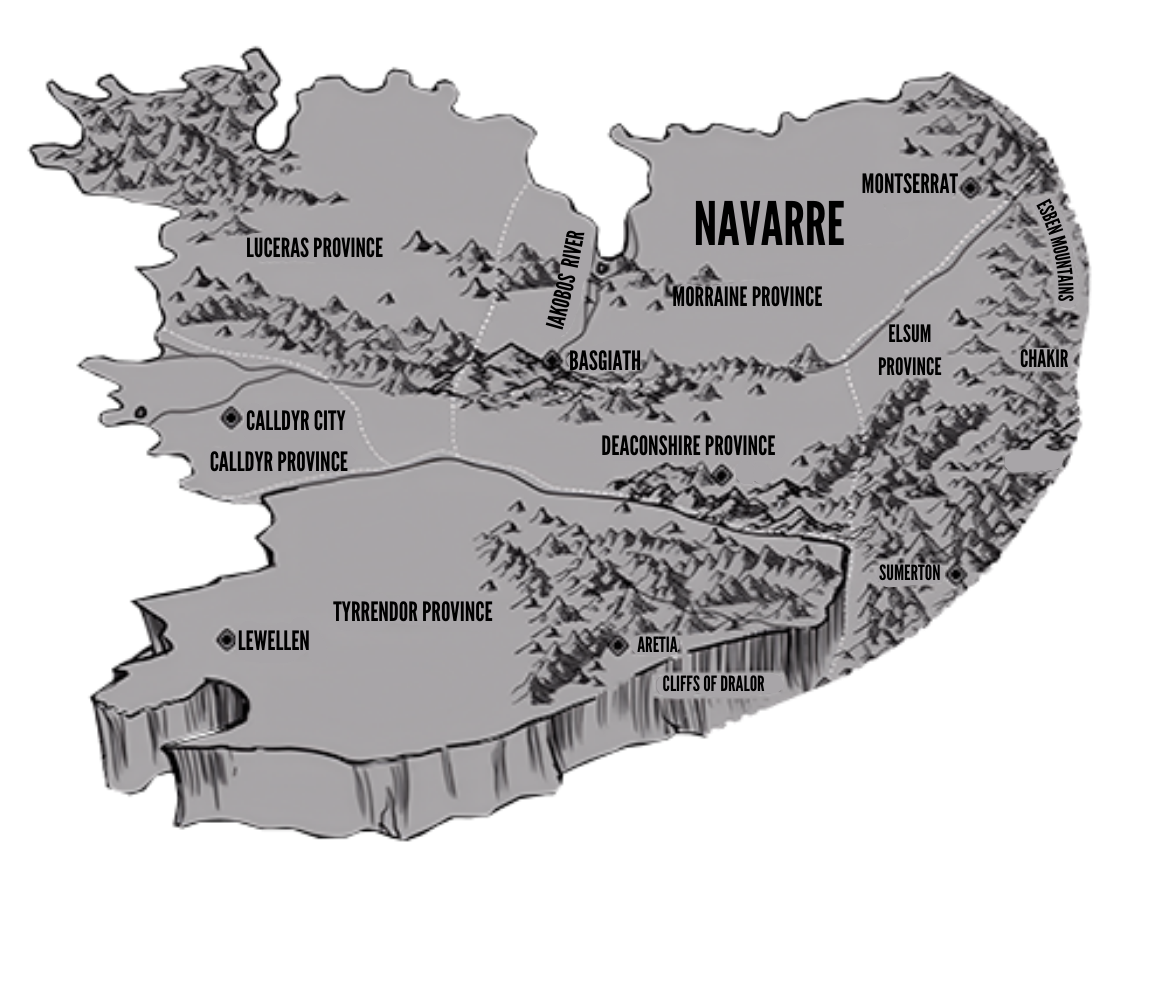 MONTSERRAT
NAVARRE
ESBEN MOUNTAINS
LUCERAS PROVINCE
IAKOBOS RIVER
MORRAINE PROVINCE
ELSUM
PROVINCE
CHAKIR
BASGIATH
CALLDYR CITY
DEACONSHIRE PROVINCE
CALLDYR PROVINCE
SUMERTON
TYRRENDOR PROVINCE
LEWELLEN
ARETIA
CLIFFS OF DRALOR